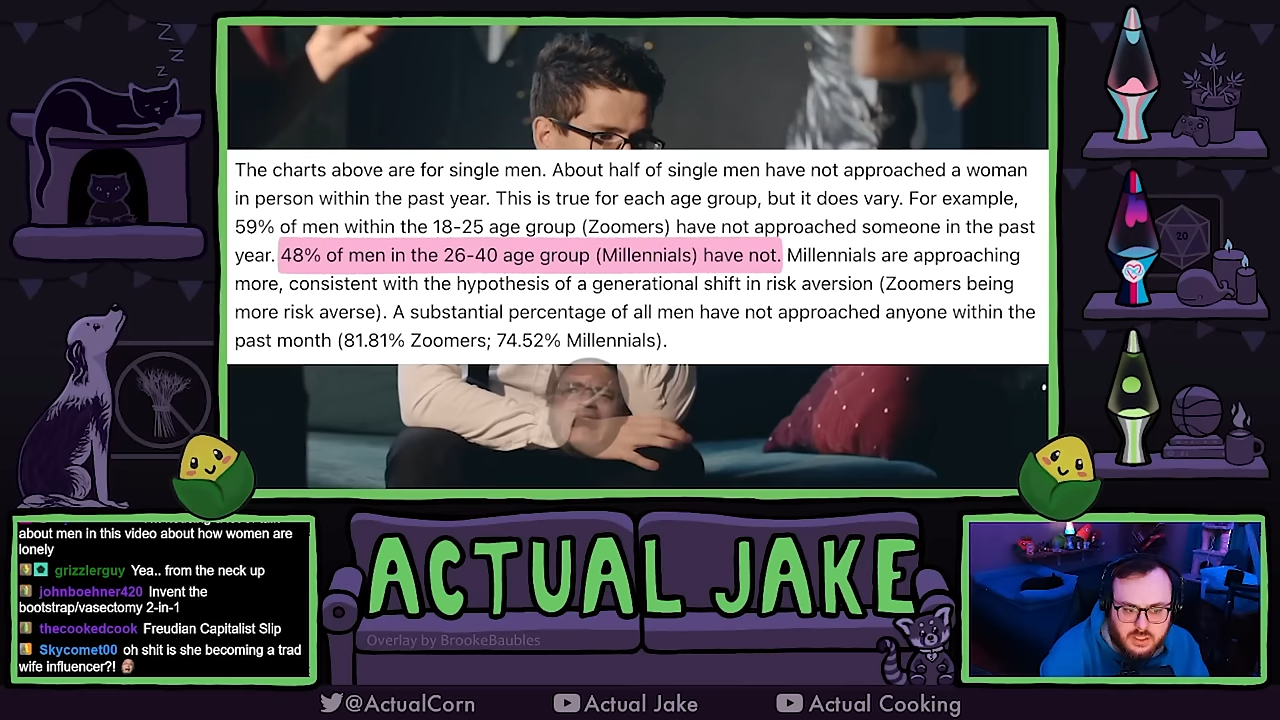 The charts above are for single men. About half of single men have not approached a woman
in person within the past year. This is true for each age group, but it does vary. For example,
59% of men within the 18-25 age group (Zoomers) have not approached someone in the past
year. 48% of men in the 26-40 age group (Millennials) have not. Millennials are approaching
more, consistent with the hypothesis of a generational shift in risk aversion (Zoomers being
more risk averse). A substantial percentage of all men have not approached anyone within the
past month (81.81% Zoomers; 74.52% Millennials).
Z
Z
Z
20
about men in this video about how women are
lonely
grizzlerguy Yea.. from the neck up
johnboehner420 Invent the
bootstrap/vasectomy 2-in-1
thecookedcook Freudian Capitalist Slip
Skycomet00 oh shit is she becoming a trad
wife influencer?!
ACTUAL JAKE
Overlay by BrookeBaubles
@ActualCorn
Actual Jake
Actual Cooking